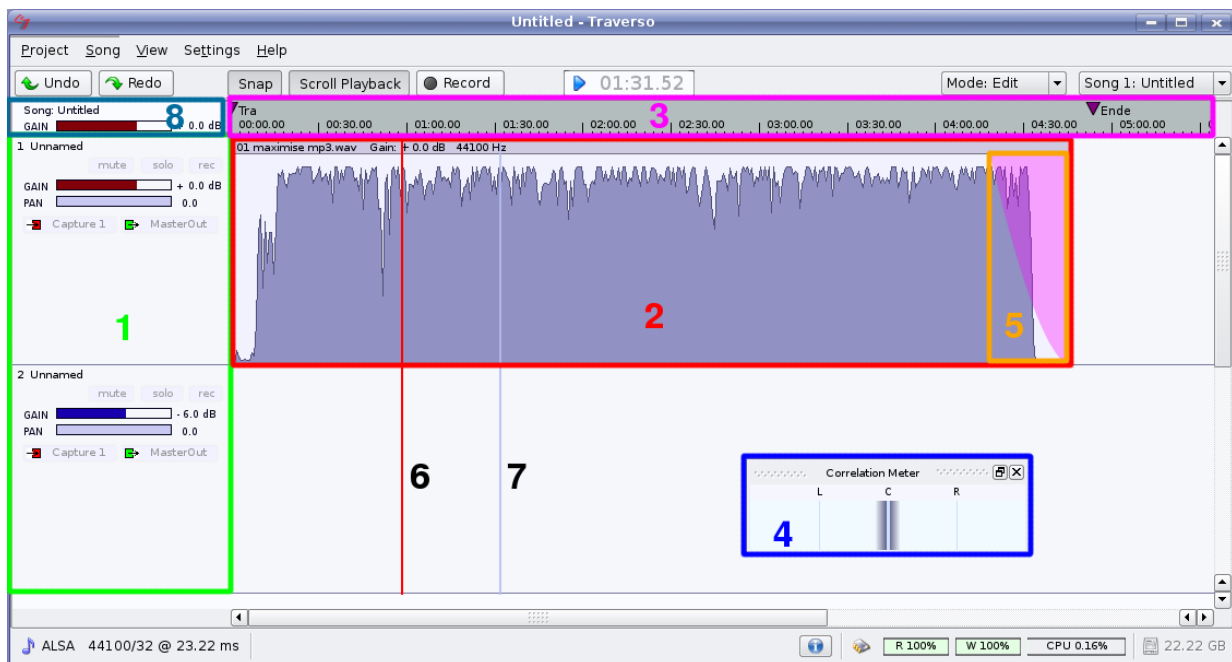 Untitled - Traverso
Project Song View Settings Help
Undo Redo Snap Scroll Playback Record 01:31.52 Mode: Edit Song 1: Untitled
Song: Untitled
GAIN 0.0 dB
8
Tra Ende
00:00.00 00:30.00 01:00.00 01:30.00 02:00.00 02:30.00 03:00.00 03:30.00 04:00.00 04:30.00 05:00.00
3
1 Unnamed
mute solo rec
GAIN + 0.0 dB
PAN 0.0
Capture 1 MasterOut
1
01 maximise mp3.wav Gain: + 0.0 dB 44100 Hz
2
5
2 Unnamed
mute solo rec
GAIN - 6.0 dB
PAN 0.0
Capture 1 MasterOut
6
7
Correlation Meter
L C R
4
ALSA 44100/32 @ 23.22 ms R 100% W 100% CPU 0.16% 22.22 GB